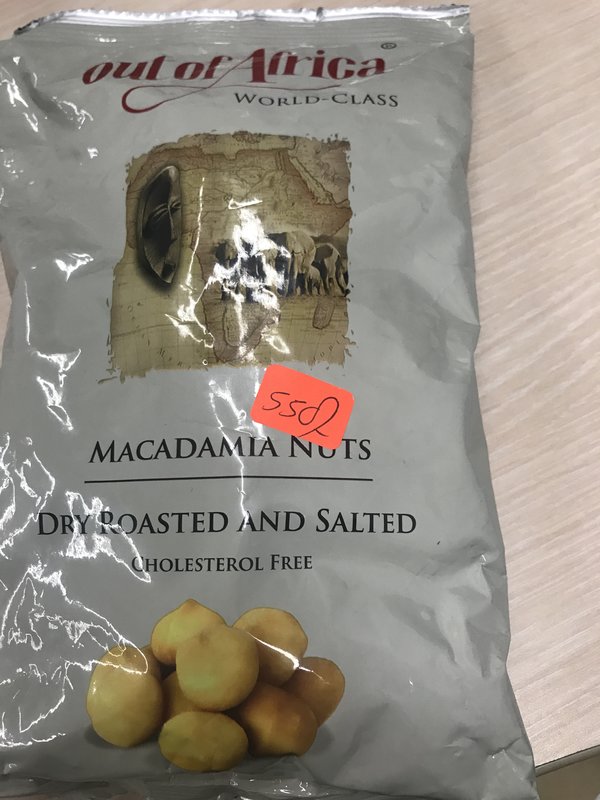 out of Africa®
WORLD-CLASS
550
MACADAMIA NUTS
DRY ROASTED AND SALTED
CHOLESTEROL FREE